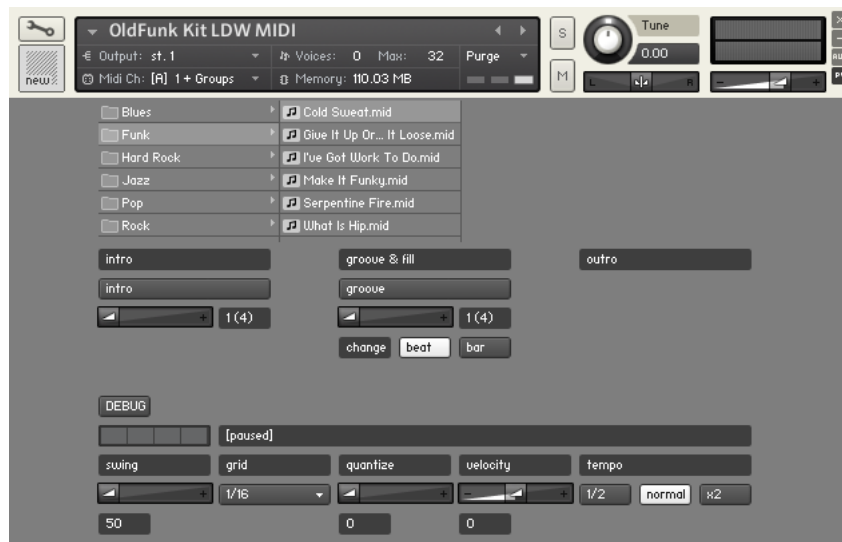 OldFunk Kit LDW MIDI
Output: st. 1
Voices: 0 Max: 32
Purge
new
Midi Ch: [A] 1 + Groups
Memory: 110.03 MB
S
M
Tune
0.00
L R
- +
Blues
Funk
Hard Rock
Jazz
Pop
Rock
Cold Sweat.mid
Give It Up Or... It Loose.mid
I've Got Work To Do.mid
Make It Funky.mid
Serpentine Fire.mid
What Is Hip.mid
intro groove & fill outro
intro groove
+ 1(4) + 1(4)
change beat bar
DEBUG
[paused]
swing grid quantize velocity tempo
+ 1/16 + - + 1/2 normal x2
50 0 0